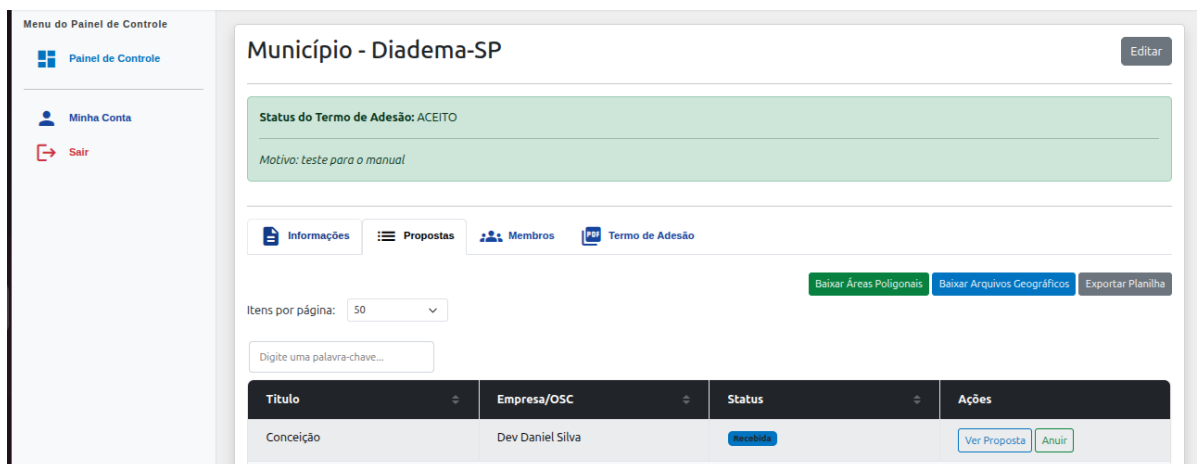 Menu do Painel de Controle
Painel de Controle
Minha Conta
Sair
Município - Diadema-SP
Editar
Status do Termo de Adesão: ACEITO
Motivo: teste para o manual
Informações Propostas Membros PDF Termo de Adesão
Baixar Áreas Poligonais Baixar Arquivos Geográficos Exportar Planilha
Itens por página: 50
Digite uma palavra-chave...
Titulo Empresa/OSC Status Ações
Conceição Dev Daniel Silva Recebida Ver Proposta Anuir